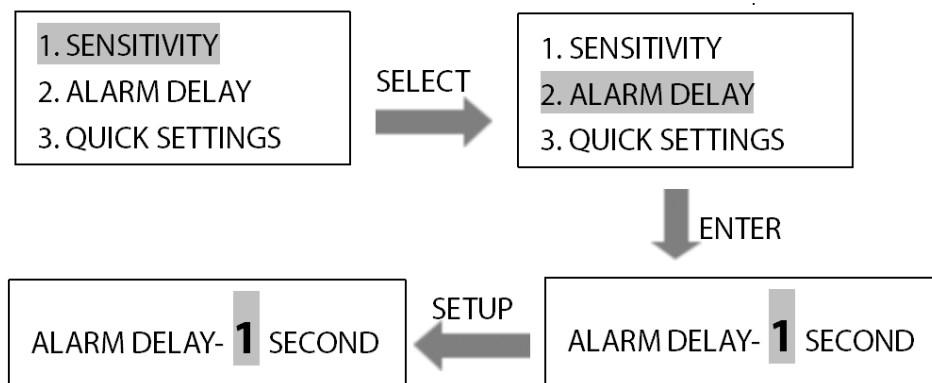 1. SENSITIVITY
2. ALARM DELAY
3. QUICK SETTINGS
SELECT
1. SENSITIVITY
2. ALARM DELAY
3. QUICK SETTINGS
ENTER
ALARM DELAY- 1 SECOND
SETUP
ALARM DELAY- 1 SECOND